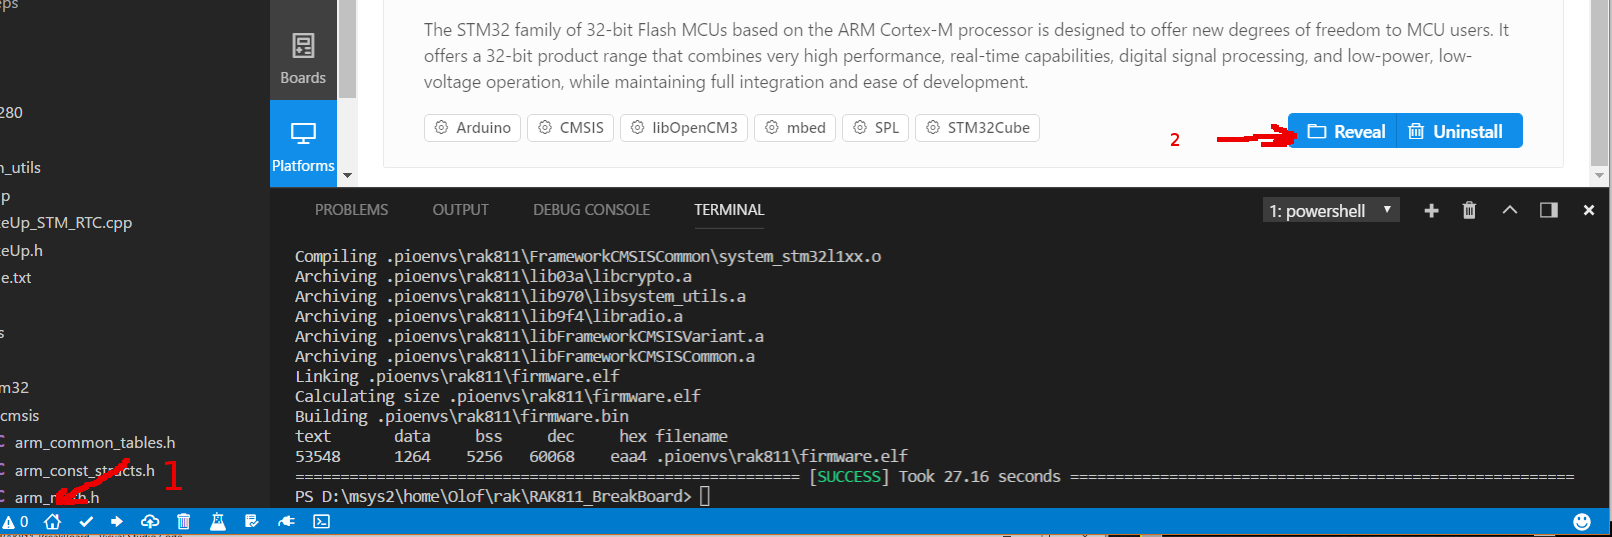 eps
The STM32 family of 32-bit Flash MCUs based on the ARM Cortex-M processor is designed to offer new degrees of freedom to MCU users. It
offers a 32-bit product range that combines very high performance, real-time capabilities, digital signal processing, and low-power, low-
voltage operation, while maintaining full integration and ease of development.
Boards
280
Arduino CMSIS libOpenCM3 mbed SPL STM32Cube
2
Reveal Uninstall
Platforms
n_utils
p
keUp_STM_RTC.cpp
keUp.h
e.txt
s
m32
cmsis
C arm_common_tables.h
C arm_const_structs.h
1
C arm_math.h
PROBLEMS OUTPUT DEBUG CONSOLE TERMINAL 1: powershell
Compiling .pioenvs\rak811\FrameworkCMSISCommon\system_stm32l1xx.o
Archiving .pioenvs\rak811\lib03a\libcrypto.a
Archiving .pioenvs\rak811\lib970\libsystem_utils.a
Archiving .pioenvs\rak811\lib9f4\libradio.a
Archiving .pioenvs\rak811\libFrameworkCMSISVariant.a
Archiving .pioenvs\rak811\libFrameworkCMSISCommon.a
Linking .pioenvs\rak811\firmware.elf
Calculating size .pioenvs\rak811\firmware.elf
Building .pioenvs\rak811\firmware.bin
text data bss dec hex filename
53548 1264 5256 60068 eaa4 .pioenvs\rak811\firmware.elf
========================================================= [SUCCESS] Took 27.16 seconds ========================================================
PS D:\msys2\home\Olof\rak\RAK811_BreakBoard>
0